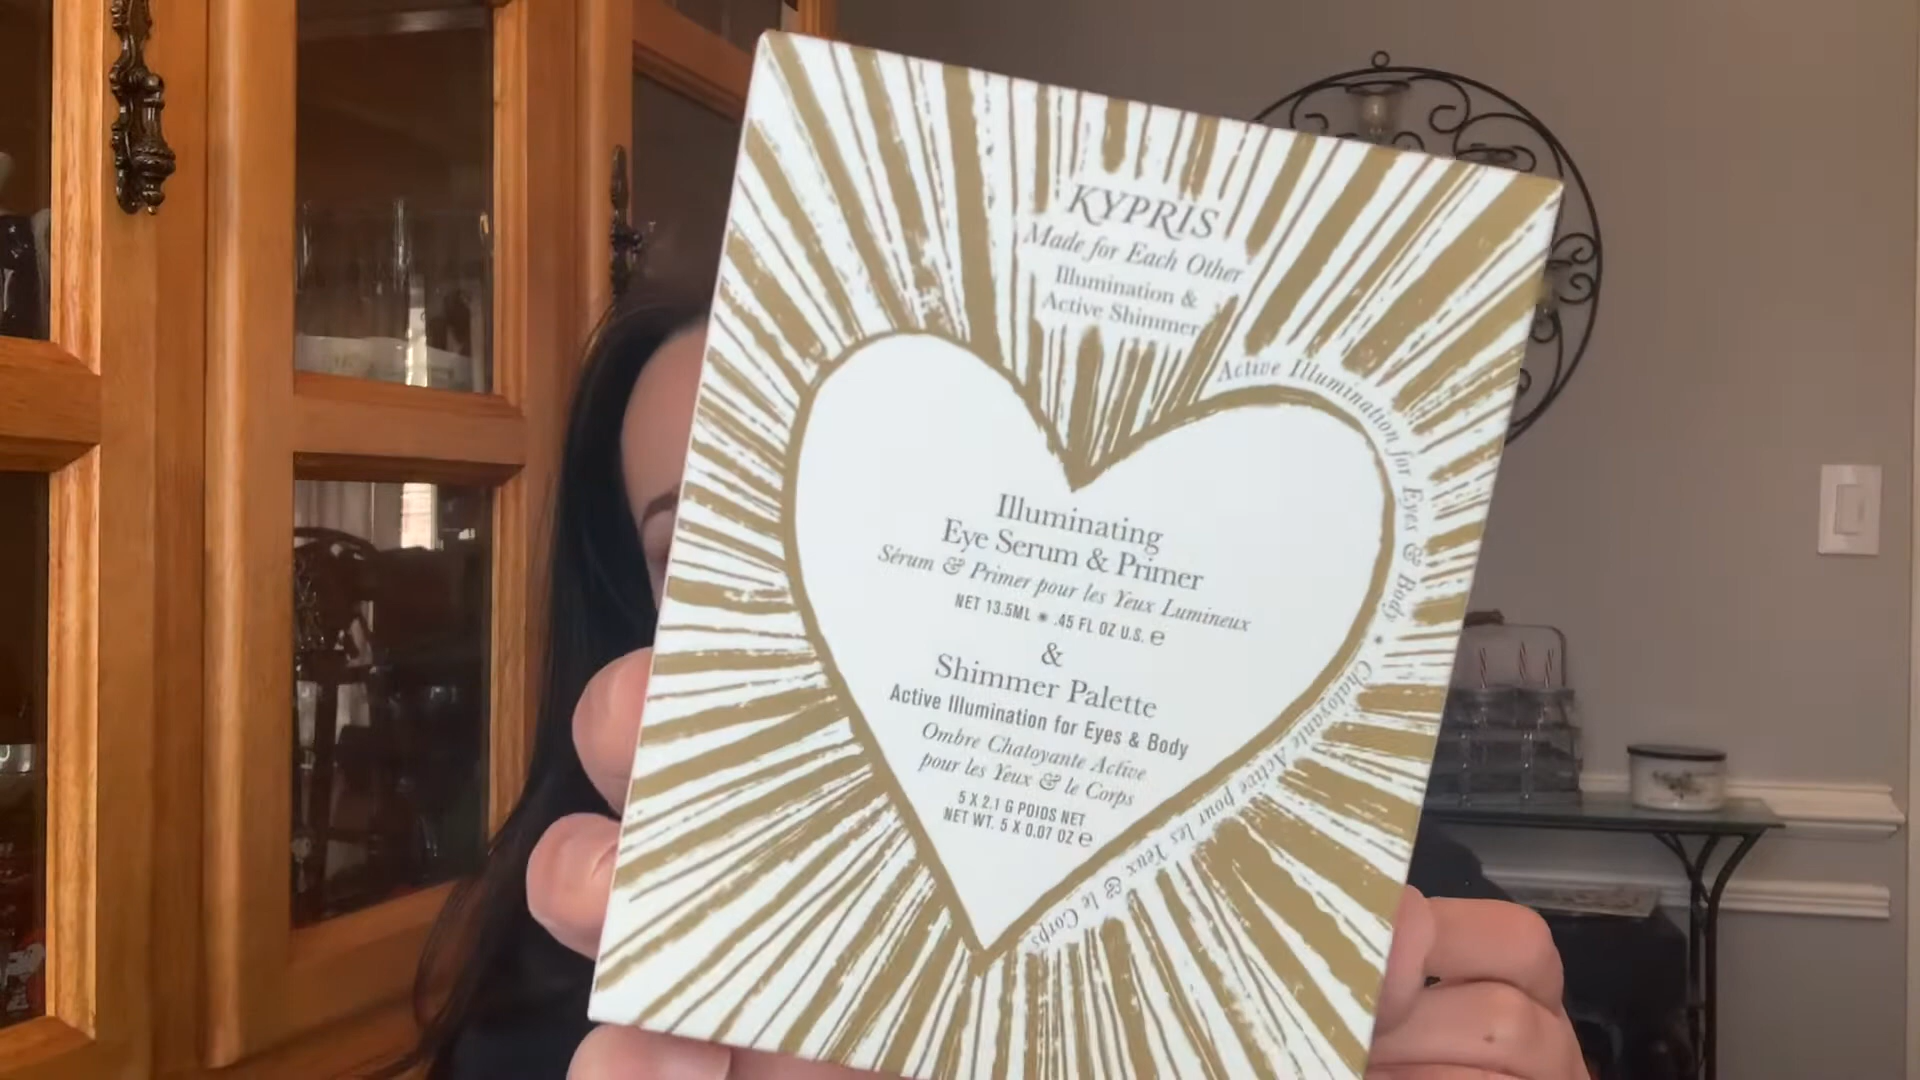 KYPRIS
Made for Each Other
Illumination &
Active Shimmer
Active Illumination for Eyes & Body • Chatoyante Active pour les Yeux & le Corps
Illuminating
Eye Serum & Primer
Sérum & Primer pour les Yeux Lumineux
NET 13.5ML • .45 FL OZ U.S. ℮
&
Shimmer Palette
Active Illumination for Eyes & Body
Ombre Chatoyante Active
pour les Yeux & le Corps
5 X 2.1 G POIDS NET
NET WT. 5 X 0.07 OZ ℮